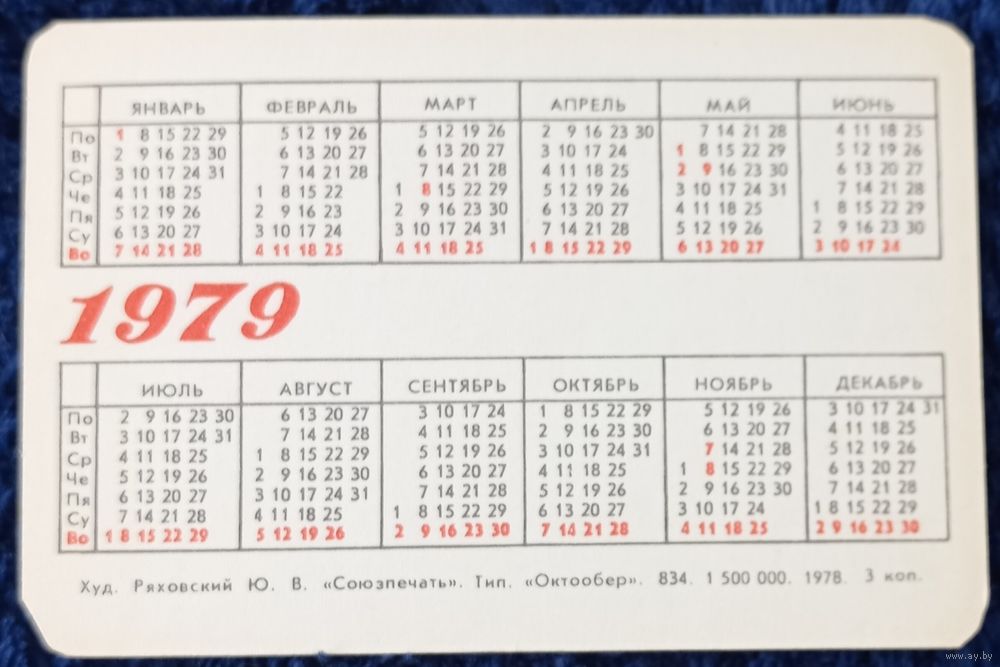 ЯНВАРЬ ФЕВРАЛЬ МАРТ АПРЕЛЬ МАЙ ИЮНЬ
По 1 8 15 22 29 5 12 19 26 5 12 19 26 2 9 16 23 30 7 14 21 28 4 11 18 25
Вт 2 9 16 23 30 6 13 20 27 6 13 20 27 3 10 17 24 1 8 15 22 29 5 12 19 26
Ср 3 10 17 24 31 7 14 21 28 7 14 21 28 4 11 18 25 2 9 16 23 30 6 13 20 27
Че 4 11 18 25 1 8 15 22 1 8 15 22 29 5 12 19 26 3 10 17 24 31 7 14 21 28
Пя 5 12 19 26 2 9 16 23 2 9 16 23 30 6 13 20 27 4 11 18 25 1 8 15 22 29
Су 6 13 20 27 3 10 17 24 3 10 17 24 31 7 14 21 28 5 12 19 26 2 9 16 23 30
Во 7 14 21 28 4 11 18 25 4 11 18 25 1 8 15 22 29 6 13 20 27 3 10 17 24
1979
ИЮЛЬ АВГУСТ СЕНТЯБРЬ ОКТЯБРЬ НОЯБРЬ ДЕКАБРЬ
По 2 9 16 23 30 6 13 20 27 3 10 17 24 1 8 15 22 29 5 12 19 26 3 10 17 24 31
Вт 3 10 17 24 31 7 14 21 28 4 11 18 25 2 9 16 23 30 6 13 20 27 4 11 18 25
Ср 4 11 18 25 1 8 15 22 29 5 12 19 26 3 10 17 24 31 7 14 21 28 5 12 19 26
Че 5 12 19 26 2 9 16 23 30 6 13 20 27 4 11 18 25 1 8 15 22 29 6 13 20 27
Пя 6 13 20 27 3 10 17 24 31 7 14 21 28 5 12 19 26 2 9 16 23 30 7 14 21 28
Су 7 14 21 28 4 11 18 25 1 8 15 22 29 6 13 20 27 3 10 17 24 1 8 15 22 29
Во 1 8 15 22 29 5 12 19 26 2 9 16 23 30 7 14 21 28 4 11 18 25 2 9 16 23 30
Худ. Ряховский Ю. В. «Союзпечать». Тип. «Октообер». 834. 1 500 000. 1978. 3 коп.
www.ay.by